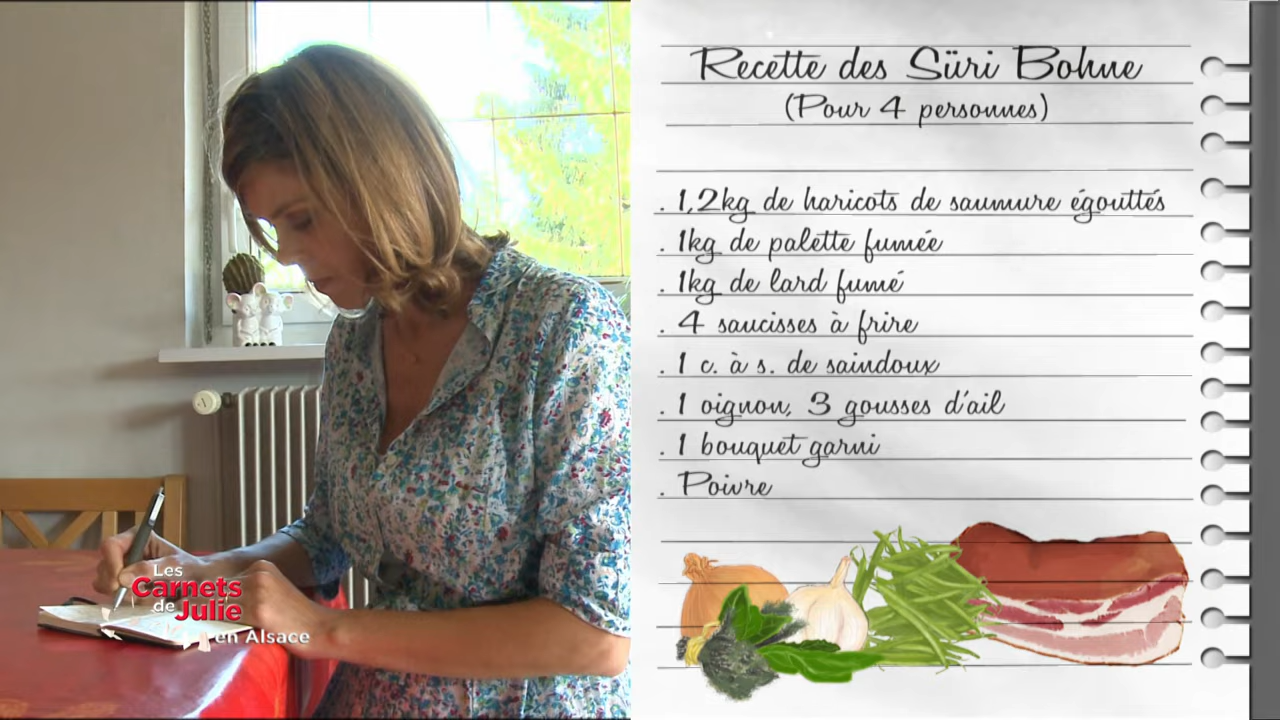 Recette des Süri Bohne
(Pour 4 personnes)
. 1,2kg de haricots de saumure égouttés
. 1kg de palette fumée
. 1kg de lard fumé
. 4 saucisses à frire
. 1 c. à s. de saindoux
. 1 oignon, 3 gousses d'ail
. 1 bouquet garni
. Poivre
Les
Carnets
de Julie
en Alsace